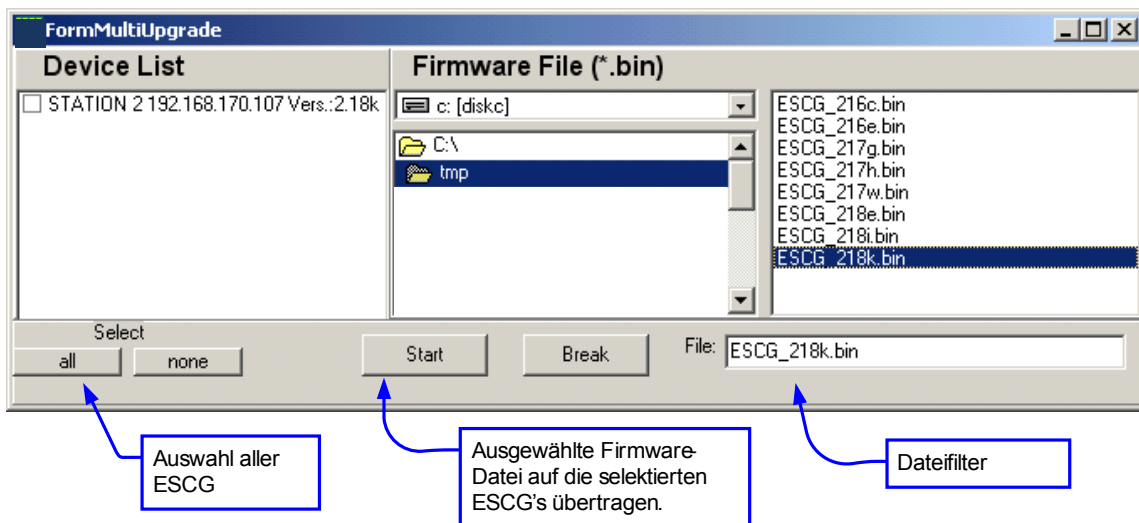 FormMultiUpgrade
Device List
Firmware File (*.bin)
STATION 2 192.168.170.107 Vers.:2.18k
c: [diskc]
C:\
tmp
ESCG_216c.bin
ESCG_216e.bin
ESCG_217g.bin
ESCG_217h.bin
ESCG_217w.bin
ESCG_218e.bin
ESCG_218i.bin
ESCG_218k.bin
Select
all
none
Start
Break
File:
ESCG_218k.bin
Auswahl aller
ESCG
Ausgewählte Firmware-
Datei auf die selektierten
ESCG's übertragen.
Dateifilter